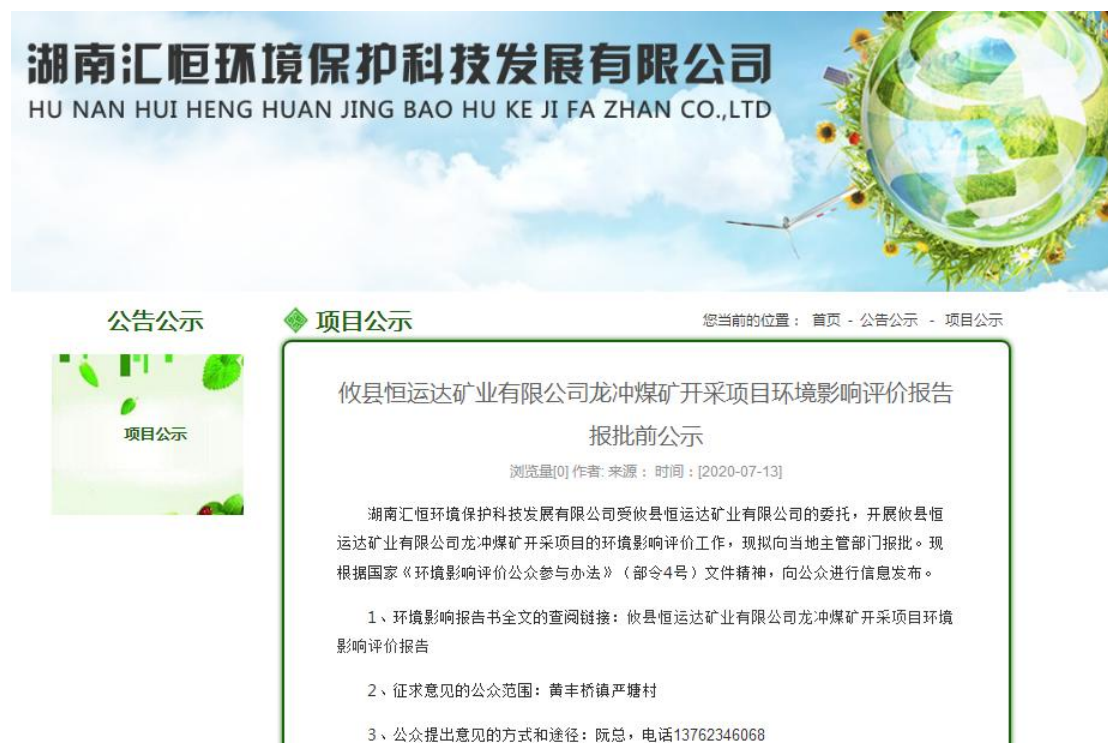 湖南汇恒环境保护科技发展有限公司
HU NAN HUI HENG HUAN JING BAO HU KE JI FA ZHAN CO.,LTD
公告公示
项目公示
您当前的位置： 首页 - 公告公示 - 项目公示
项目公示
攸县恒运达矿业有限公司龙冲煤矿开采项目环境影响评价报告
报批前公示
浏览量[0] 作者: 来源： 时间：[2020-07-13]
湖南汇恒环境保护科技发展有限公司受攸县恒运达矿业有限公司的委托，开展攸县恒
运达矿业有限公司龙冲煤矿开采项目的环境影响评价工作，现拟向当地主管部门报批。现
根据国家《环境影响评价公众参与办法》（部令4号）文件精神，向公众进行信息发布。
1、环境影响报告书全文的查阅链接：攸县恒运达矿业有限公司龙冲煤矿开采项目环境
影响评价报告
2、征求意见的公众范围：黄丰桥镇严塘村
3、公众提出意见的方式和途径：阮总，电话13762346068